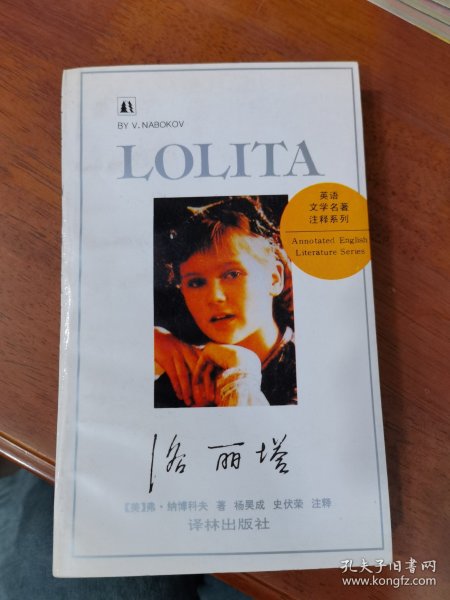 BY V. NABOKOV
LOLITA
英语
文学名著
注释系列
Annotated English
Literature Series
洛丽塔
〔美〕弗·纳博科夫 著 杨昊成 史伏荣 注释
译林出版社
孔夫子旧书网
www.kongfz.com